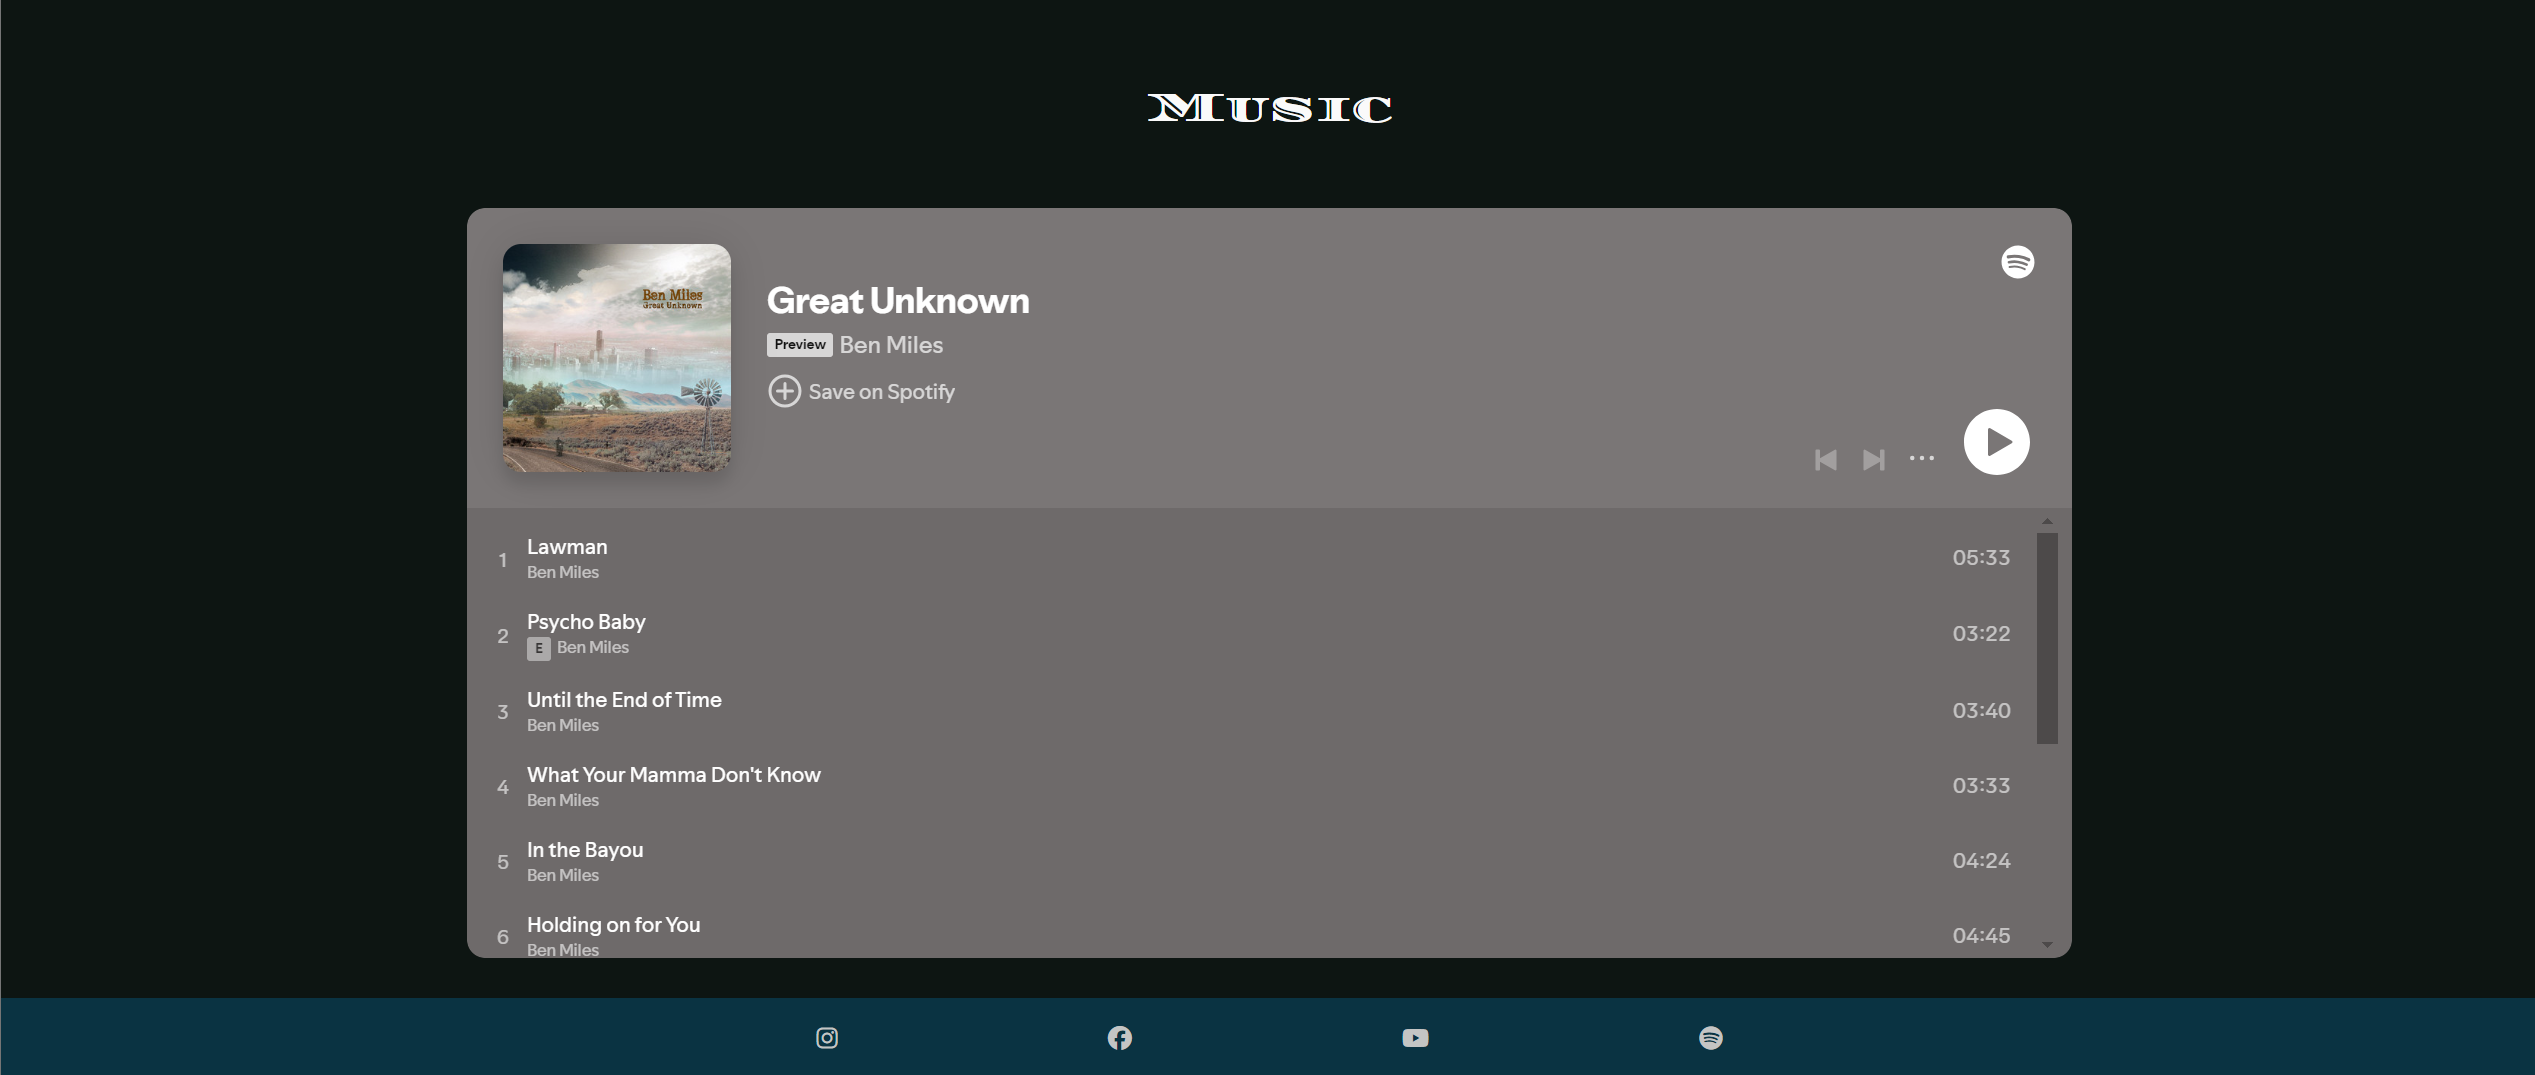 Music
Ben Miles
Great Unknown
Great Unknown
Preview Ben Miles
Save on Spotify
1 Lawman 05:33
Ben Miles
2 Psycho Baby 03:22
E Ben Miles
3 Until the End of Time 03:40
Ben Miles
4 What Your Mamma Don't Know 03:33
Ben Miles
5 In the Bayou 04:24
Ben Miles
6 Holding on for You 04:45
Ben Miles